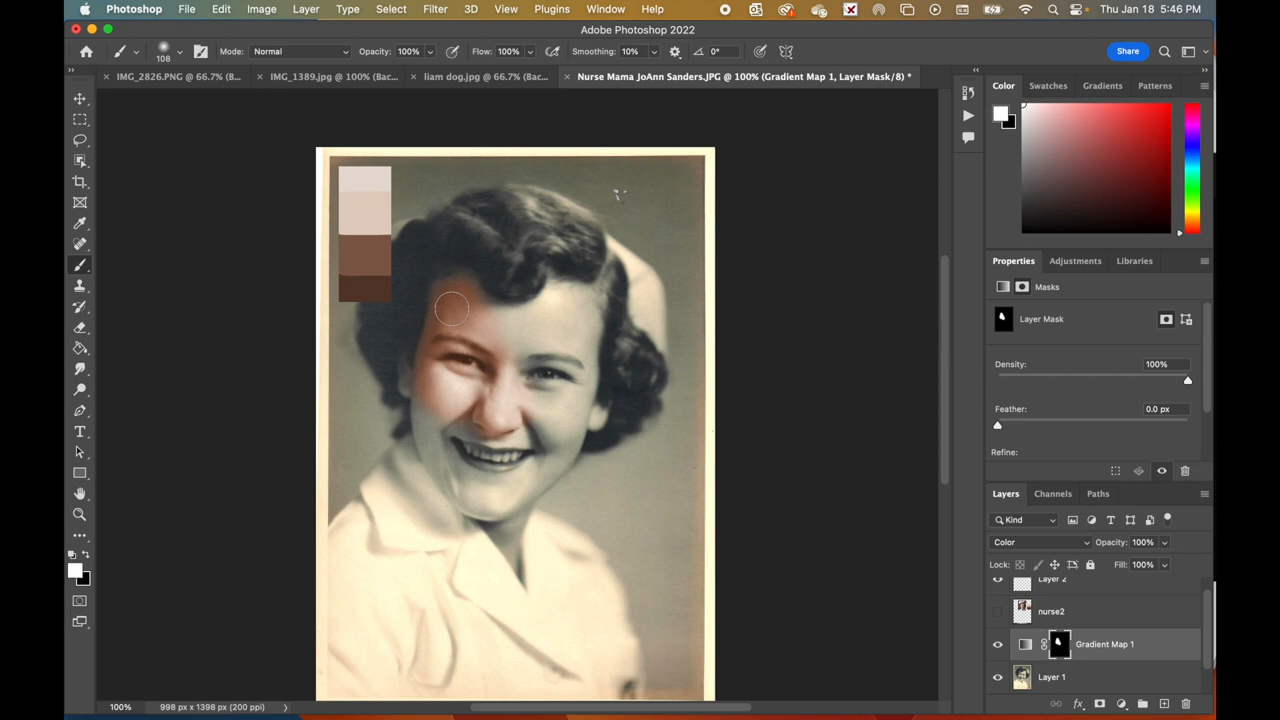 Photoshop File Edit Image Layer Type Select Filter 3D View Plugins Window Help Thu Jan 18 5:46 PM
Adobe Photoshop 2022
108 Mode: Normal Opacity: 100% Flow: 100% Smoothing: 10% 0° Share
IMG_2826.PNG @ 66.7% (B... IMG_1389.jpg @ 100% (Bac... liam dog.jpg @ 66.7% (Bac... Nurse Mama JoAnn Sanders.JPG @ 100% (Gradient Map 1, Layer Mask/8) *
Color Swatches Gradients Patterns
Properties Adjustments Libraries
Masks
Layer Mask
Density: 100%
Feather: 0.0 px
Refine:
Layers Channels Paths
Kind
Color Opacity: 100%
Lock: Fill: 100%
Layer 2
nurse2
Gradient Map 1
Layer 1
100% 998 px x 1398 px (200 ppi)